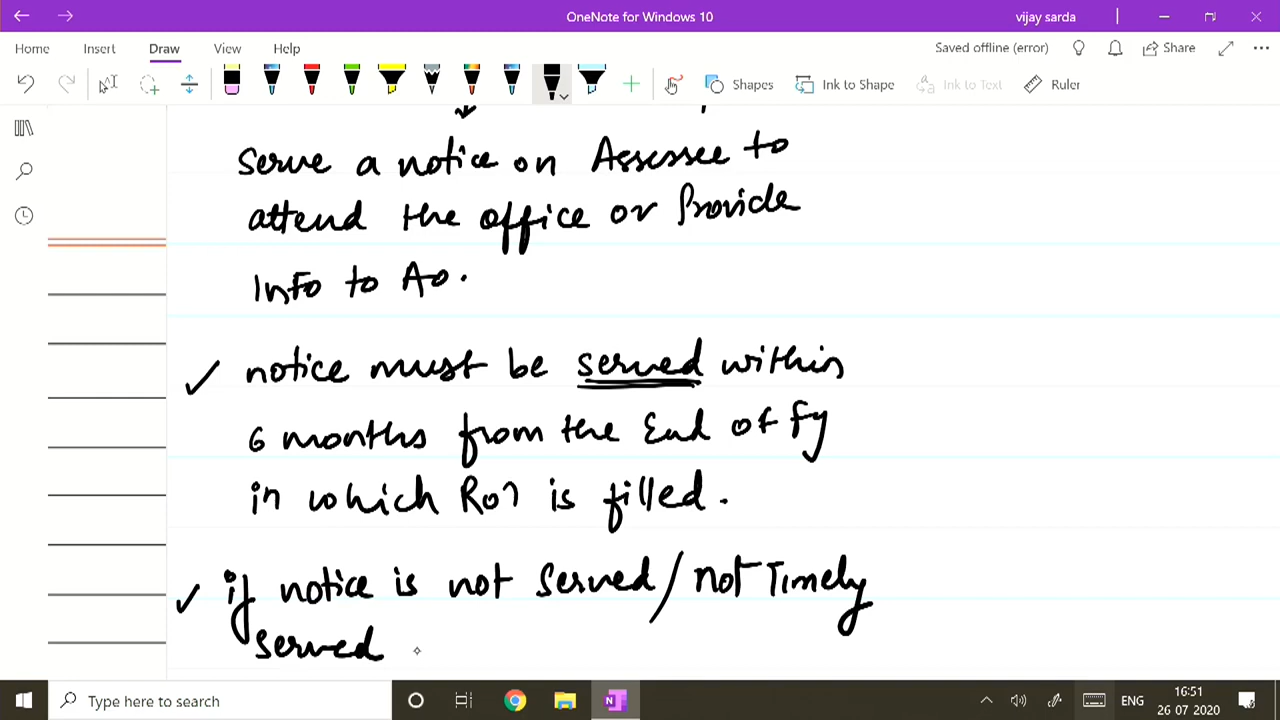 OneNote for Windows 10
vijay sarda
Home Insert Draw View Help
Saved offline (error) Share
Shapes Ink to Shape Ink to Text Ruler
Serve a notice on Assessee to
attend the office or Provide
Info to AO.
notice must be served within
6 months from the End of fy
in which ROI is filled.
if notice is not served/not Timely
served
Type here to search
ENG
16:51
26-07-2020